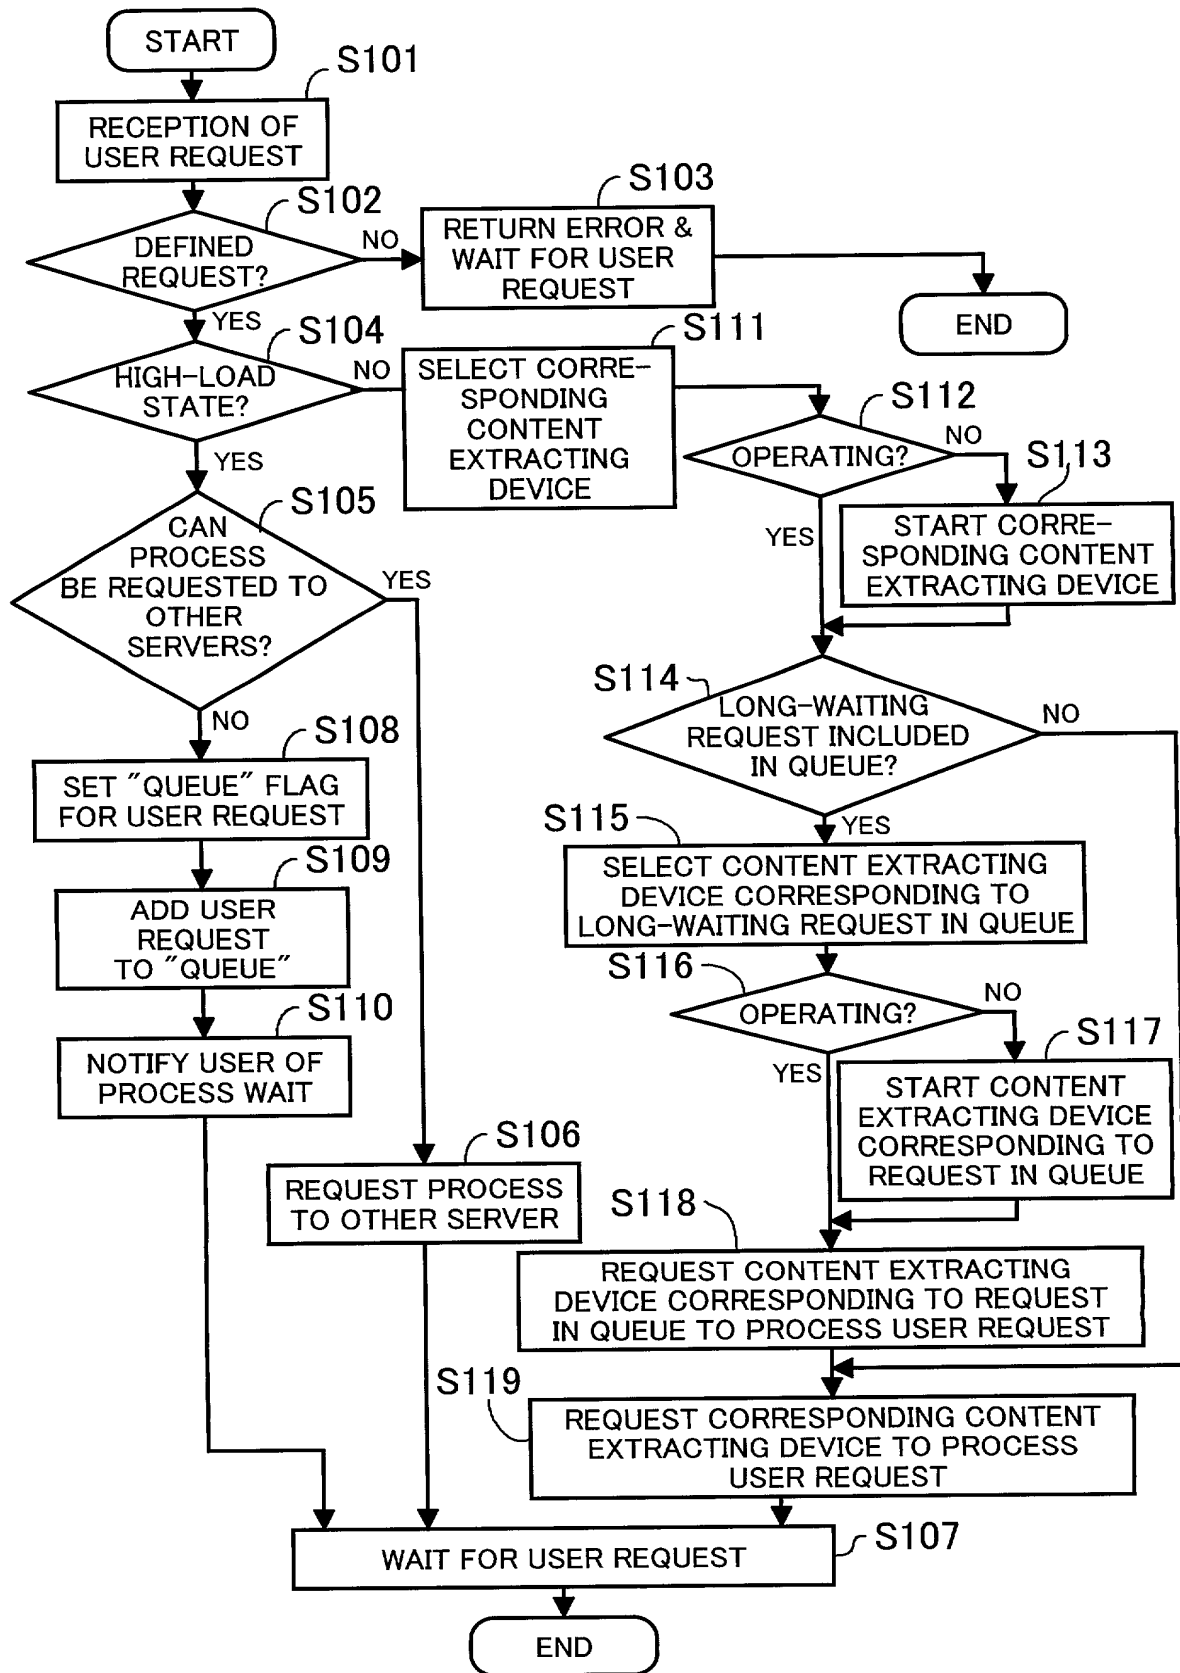 START
S101
RECEPTION OF
USER REQUEST
S102
DEFINED
REQUEST?
NO
YES
S103
RETURN ERROR &
WAIT FOR USER
REQUEST
END
S104
HIGH-LOAD
STATE?
NO
YES
S111
SELECT CORRE-
SPONDING
CONTENT
EXTRACTING
DEVICE
S112
OPERATING?
NO
YES
S113
START CORRE-
SPONDING CONTENT
EXTRACTING DEVICE
S105
CAN
PROCESS
BE REQUESTED TO
OTHER
SERVERS?
YES
NO
S114
LONG-WAITING
REQUEST INCLUDED
IN QUEUE?
NO
YES
S108
SET "QUEUE" FLAG
FOR USER REQUEST
S115
SELECT CONTENT EXTRACTING
DEVICE CORRESPONDING TO
LONG-WAITING REQUEST IN QUEUE
S109
ADD USER
REQUEST
TO "QUEUE"
S116
OPERATING?
NO
YES
S110
NOTIFY USER OF
PROCESS WAIT
S117
START CONTENT
EXTRACTING DEVICE
CORRESPONDING TO
REQUEST IN QUEUE
S106
REQUEST PROCESS
TO OTHER SERVER
S118
REQUEST CONTENT EXTRACTING
DEVICE CORRESPONDING TO REQUEST
IN QUEUE TO PROCESS USER REQUEST
S119
REQUEST CORRESPONDING CONTENT
EXTRACTING DEVICE TO PROCESS
USER REQUEST
S107
WAIT FOR USER REQUEST
END